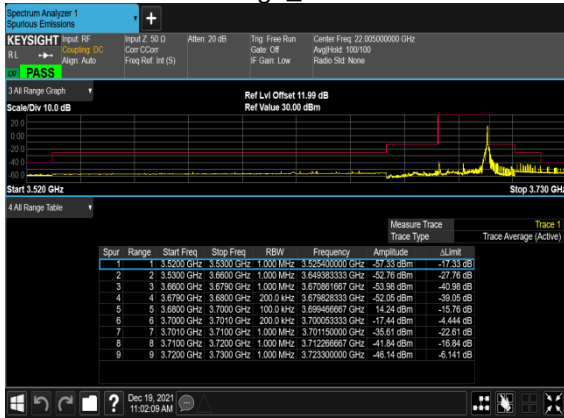 Spectrum Analyzer 1
Spurious Emissions
+
KEYSIGHT Input: RF Input Z: 50 Ω Atten: 20 dB Trig: Free Run Center Freq: 22.005000000 GHz
RL Coupling: DC Corr CCorr Gate: Off Avg|Hold: 100/100
Align: Auto Freq Ref: Int (S) IF Gain: Low Radio Std: None
PASS
3 All Range Graph
Ref Lvl Offset 11.99 dB
Scale/Div 10.0 dB Ref Value 30.00 dBm
20.0
0.00
-20.0
-40.0
-60.0
Start 3.520 GHz Stop 3.730 GHz
4 All Range Table
Measure Trace Trace 1
Trace Type Trace Average (Active)
Spur Range Start Freq Stop Freq RBW Frequency Amplitude ΔLimit
1 1 3.5200 GHz 3.5300 GHz 1.000 MHz 3.525400000 GHz -57.33 dBm -17.33 dB
2 2 3.5300 GHz 3.6600 GHz 1.000 MHz 3.649383333 GHz -52.76 dBm -27.76 dB
3 3 3.6600 GHz 3.6790 GHz 1.000 MHz 3.670861667 GHz -53.98 dBm -40.98 dB
4 4 3.6790 GHz 3.6800 GHz 200.0 kHz 3.679828333 GHz -52.05 dBm -39.05 dB
5 5 3.6800 GHz 3.7000 GHz 100.0 kHz 3.699466667 GHz 14.24 dBm -15.76 dB
6 6 3.7000 GHz 3.7010 GHz 200.0 kHz 3.700053333 GHz -17.44 dBm -4.444 dB
7 7 3.7010 GHz 3.7100 GHz 1.000 MHz 3.701150000 GHz -35.61 dBm -22.61 dB
8 8 3.7100 GHz 3.7200 GHz 1.000 MHz 3.712266667 GHz -41.84 dBm -16.84 dB
9 9 3.7200 GHz 3.7300 GHz 1.000 MHz 3.723300000 GHz -46.14 dBm -6.141 dB
? Dec 19, 2021
11:02:09 AM